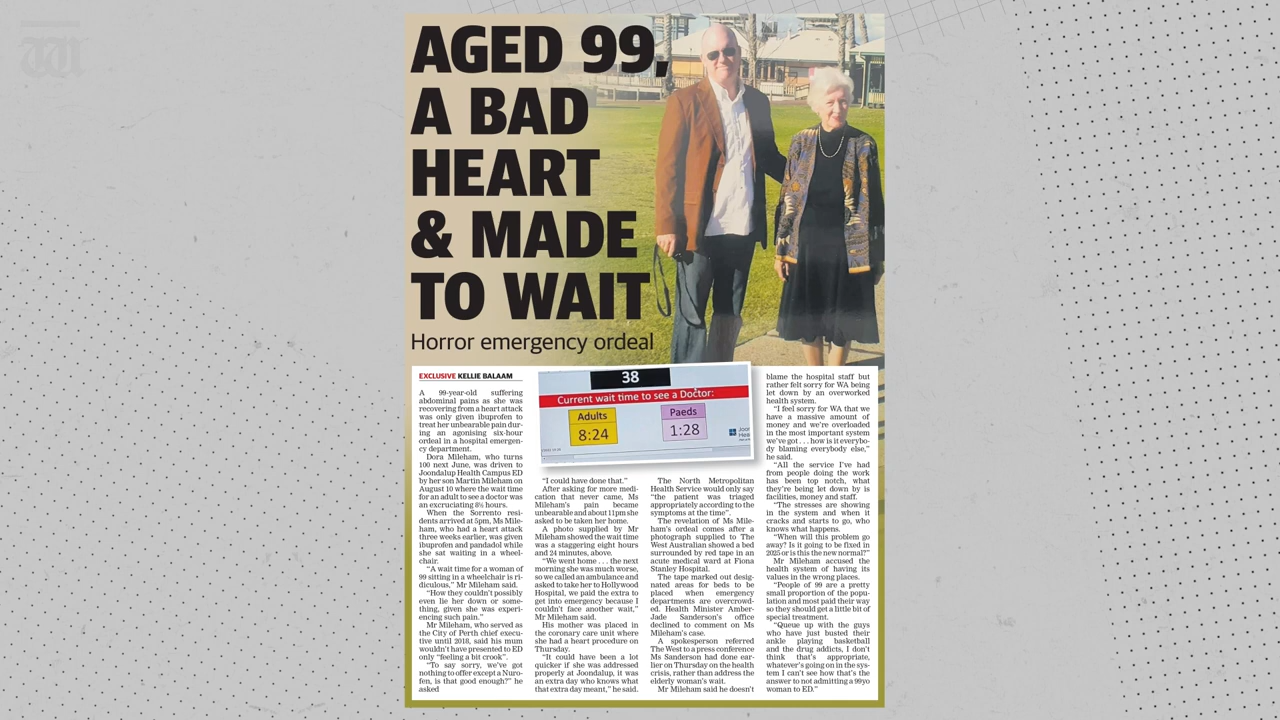 AGED 99,
A BAD
HEART
& MADE
TO WAIT
Horror emergency ordeal
EXCLUSIVE KELLIE BALAAM
A 99-year-old suffering
abdominal pains as she was
recovering from a heart attack
was only given ibuprofen to
treat her unbearable pain dur-
ing an agonising six-hour
ordeal in a hospital emergen-
cy department.
Dora Mileham, who turns
100 next June, was driven to
Joondalup Health Campus ED
by her son Martin Mileham on
August 10 where the wait time
for an adult to see a doctor was
an excruciating 8½ hours.
When the Sorrento resi-
dents arrived at 5pm, Ms Mile-
ham, who had a heart attack
three weeks earlier, was given
ibuprofen and pandadol while
she sat waiting in a wheel-
chair.
"A wait time for a woman of
99 sitting in a wheelchair is ri-
diculous," Mr Mileham said.
"How they couldn't possibly
even lie her down or some-
thing, given she was experi-
encing such pain."
Mr Mileham, who served as
the City of Perth chief execu-
tive until 2018, said his mum
wouldn't have presented to ED
only "feeling a bit crook".
"To say sorry, we've got
nothing to offer except a Nuro-
fen, is that good enough?" he
asked
38
Current wait time to see a Doctor:
Adults
8:24
Paeds
1:28
"I could have done that."
After asking for more medi-
cation that never came, Ms
Mileham's pain became
unbearable and about 11pm she
asked to be taken her home.
A photo supplied by Mr
Mileham showed the wait time
was a staggering eight hours
and 24 minutes, above.
"We went home . . . the next
morning she was much worse,
so we called an ambulance and
asked to take her to Hollywood
Hospital, we paid the extra to
get into emergency because I
couldn't face another wait,"
Mr Mileham said.
His mother was placed in
the coronary care unit where
she had a heart procedure on
Thursday.
"It could have been a lot
quicker if she was addressed
properly at Joondalup, it was
an extra day who knows what
that extra day meant," he said.
The North Metropolitan
Health Service would only say
"the patient was triaged
appropriately according to the
symptoms at the time".
The revelation of Ms Mile-
ham's ordeal comes after a
photograph supplied to The
West Australian showed a bed
surrounded by red tape in an
acute medical ward at Fiona
Stanley Hospital.
The tape marked out desig-
nated areas for beds to be
placed when emergency
departments are overcrowd-
ed. Health Minister Amber-
Jade Sanderson's office
declined to comment on Ms
Mileham's case.
A spokesperson referred
The West to a press conference
Ms Sanderson had done ear-
lier on Thursday on the health
crisis, rather than address the
elderly woman's wait.
Mr Mileham said he doesn't
blame the hospital staff but
rather felt sorry for WA being
let down by an overworked
health system.
"I feel sorry for WA that we
have a massive amount of
money and we're overloaded
in the most important system
we've got . . . how is it everybo-
dy blaming everybody else,"
he said.
"All the service I've had
from people doing the work
has been top notch, what
they're being let down by is
facilities, money and staff.
"The stresses are showing
in the system and when it
cracks and starts to go, who
knows what happens.
"When will this problem go
away? Is it going to be fixed in
2025 or is this the new normal?"
Mr Mileham accused the
health system of having its
values in the wrong places.
"People of 99 are a pretty
small proportion of the popu-
lation and most paid their way
so they should get a little bit of
special treatment.
"Queue up with the guys
who have just busted their
ankle playing basketball
and the drug addicts, I don't
think that's appropriate,
whatever's going on in the sys-
tem I can't see how that's the
answer to not admitting a 99yo
woman to ED."